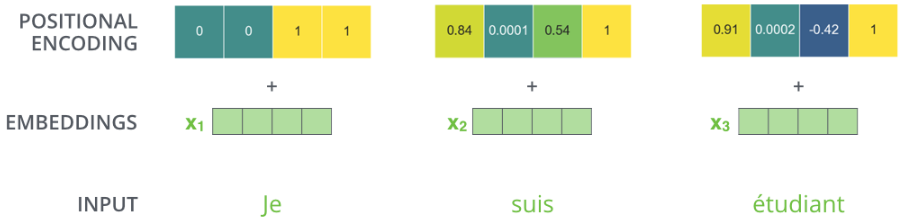 POSITIONAL ENCODING 0 0 1 1 0.84 0.0001 0.54 1 0.91 0.0002 -0.42 1
+ + +
EMBEDDINGS x1 x2 x3
INPUT Je suis étudiant